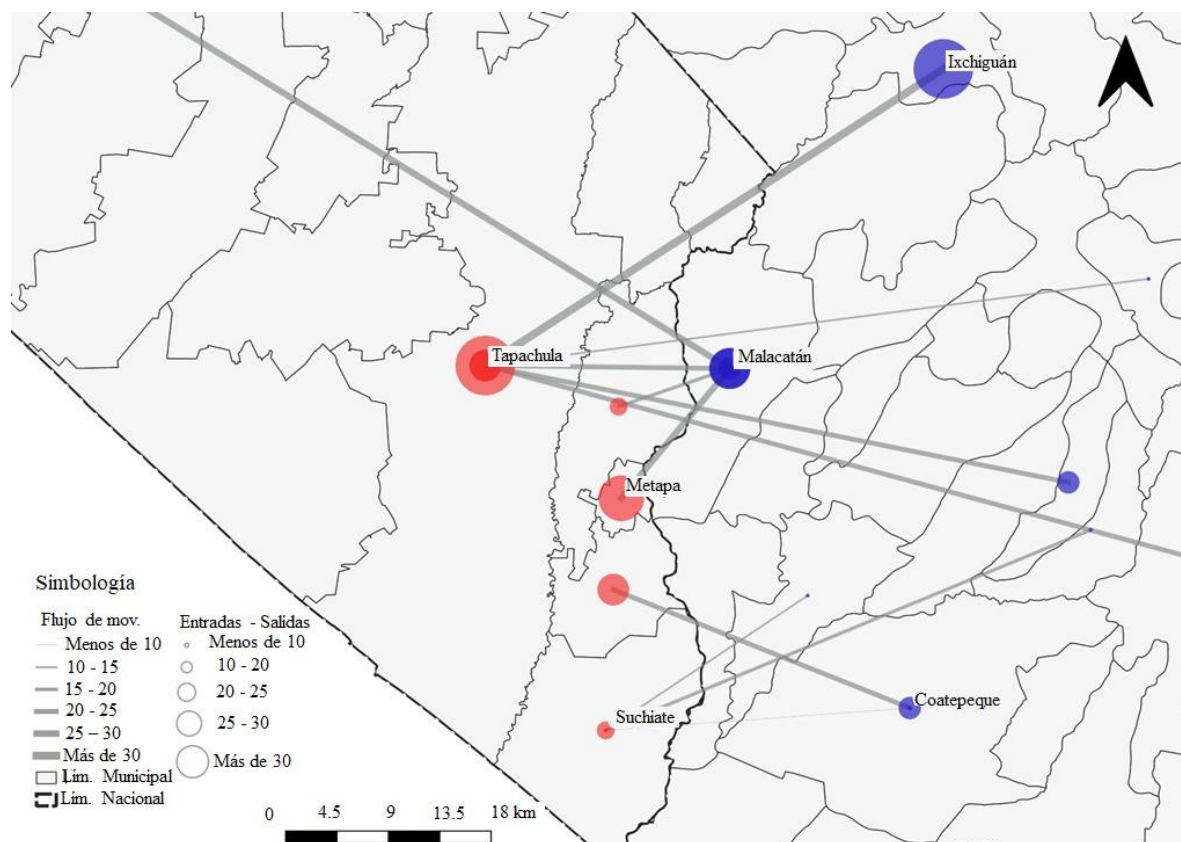 Ixchiguán
Tapachula
Malacatán
Metapa
Coatepeque
Suchiate
Simbología
Flujo de mov.
Menos de 10
10 - 15
15 - 20
20 - 25
25 – 30
Más de 30
Lím. Municipal
Lím. Nacional
Entradas - Salidas
Menos de 10
10 - 20
20 - 25
25 - 30
Más de 30
0 4.5 9 13.5 18 km